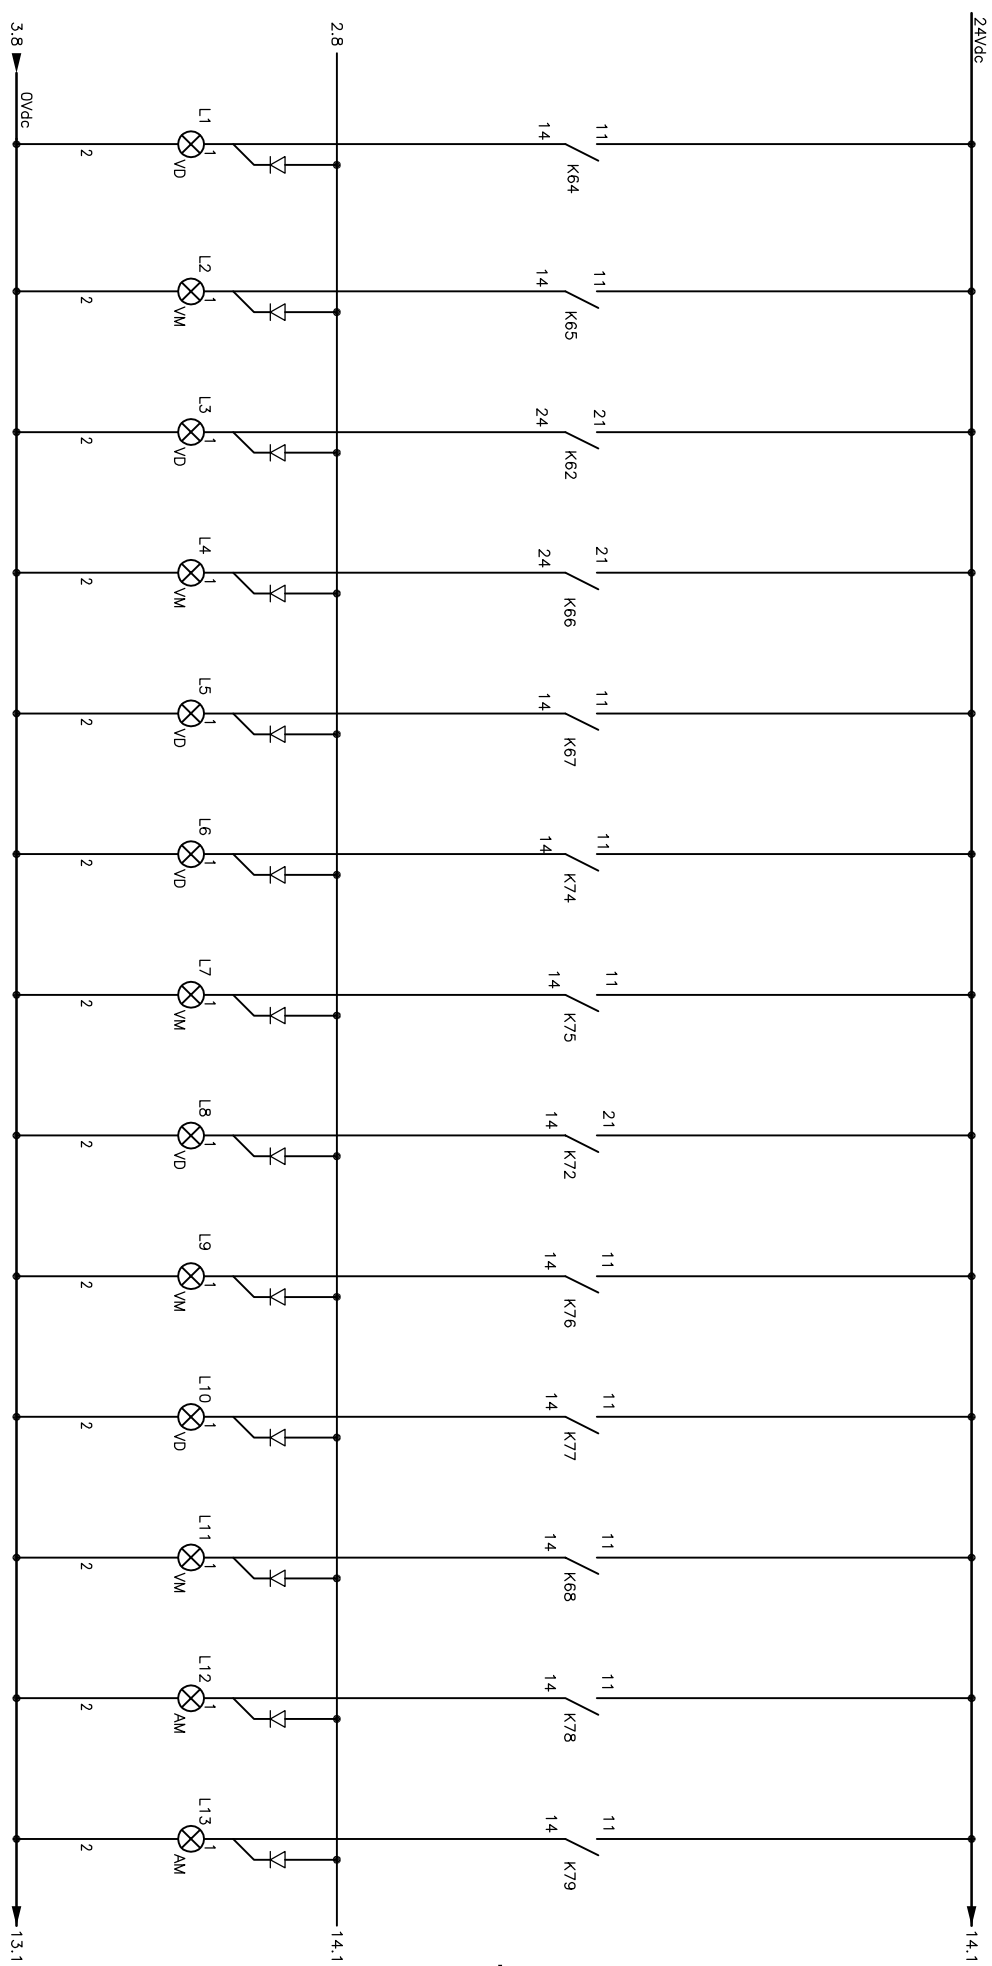 24Vdc
2.8
3.8
0Vdc
11
14
K64
L1
1
VD
2
11
14
K65
L2
1
VM
2
21
24
K62
L3
1
VD
2
21
24
K66
L4
1
VM
2
11
14
K67
L5
1
VD
2
11
14
K74
L6
1
VD
2
11
14
K75
L7
1
VM
2
21
14
K72
L8
1
VD
2
11
14
K76
L9
1
VM
2
11
14
K77
L10
1
VD
2
11
14
K68
L11
1
VM
2
11
14
K78
L12
1
AM
2
11
14
K79
L13
1
AM
2
14.1
14.1
13.1